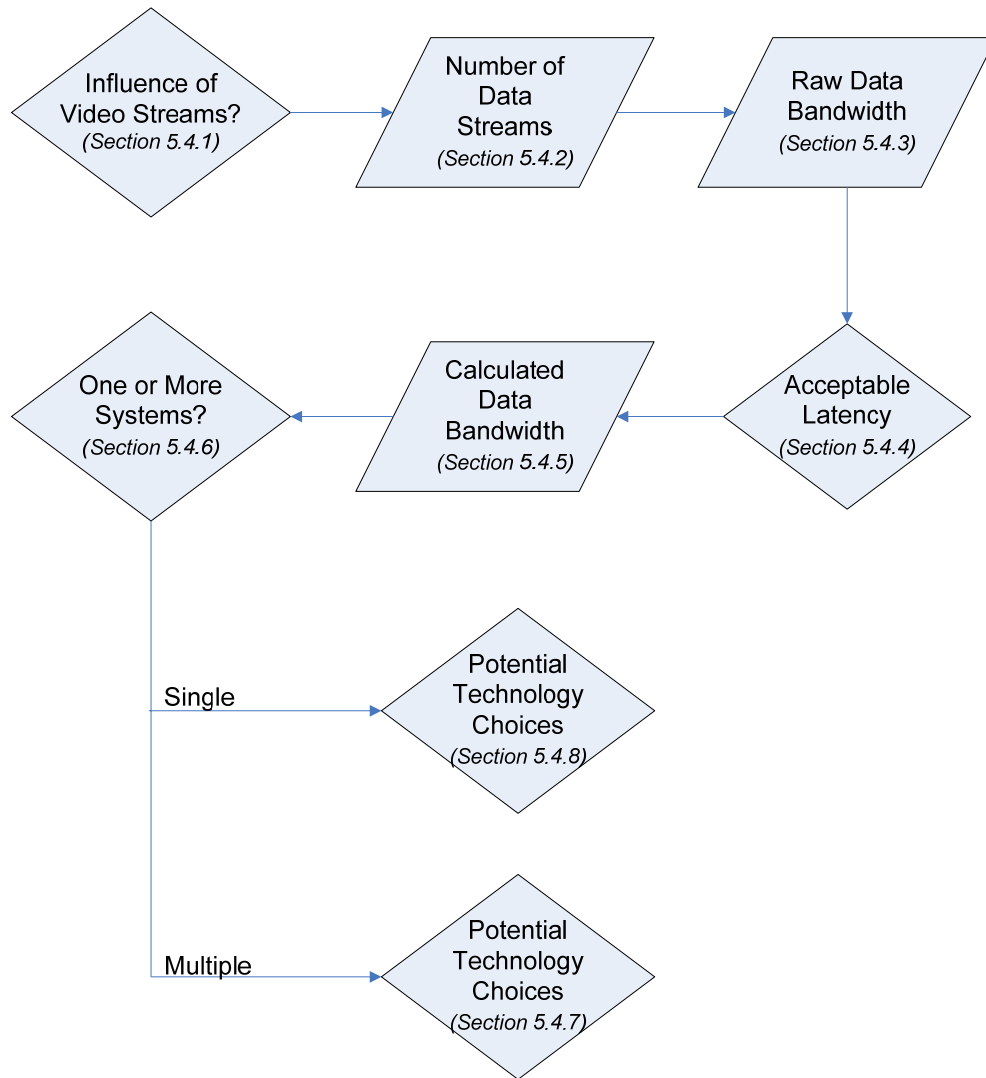 Influence of
Video Streams?
(Section 5.4.1)
Number of
Data
Streams
(Section 5.4.2)
Raw Data
Bandwidth
(Section 5.4.3)
One or More
Systems?
(Section 5.4.6)
Calculated
Data
Bandwidth
(Section 5.4.5)
Acceptable
Latency
(Section 5.4.4)
Single
Potential
Technology
Choices
(Section 5.4.8)
Multiple
Potential
Technology
Choices
(Section 5.4.7)